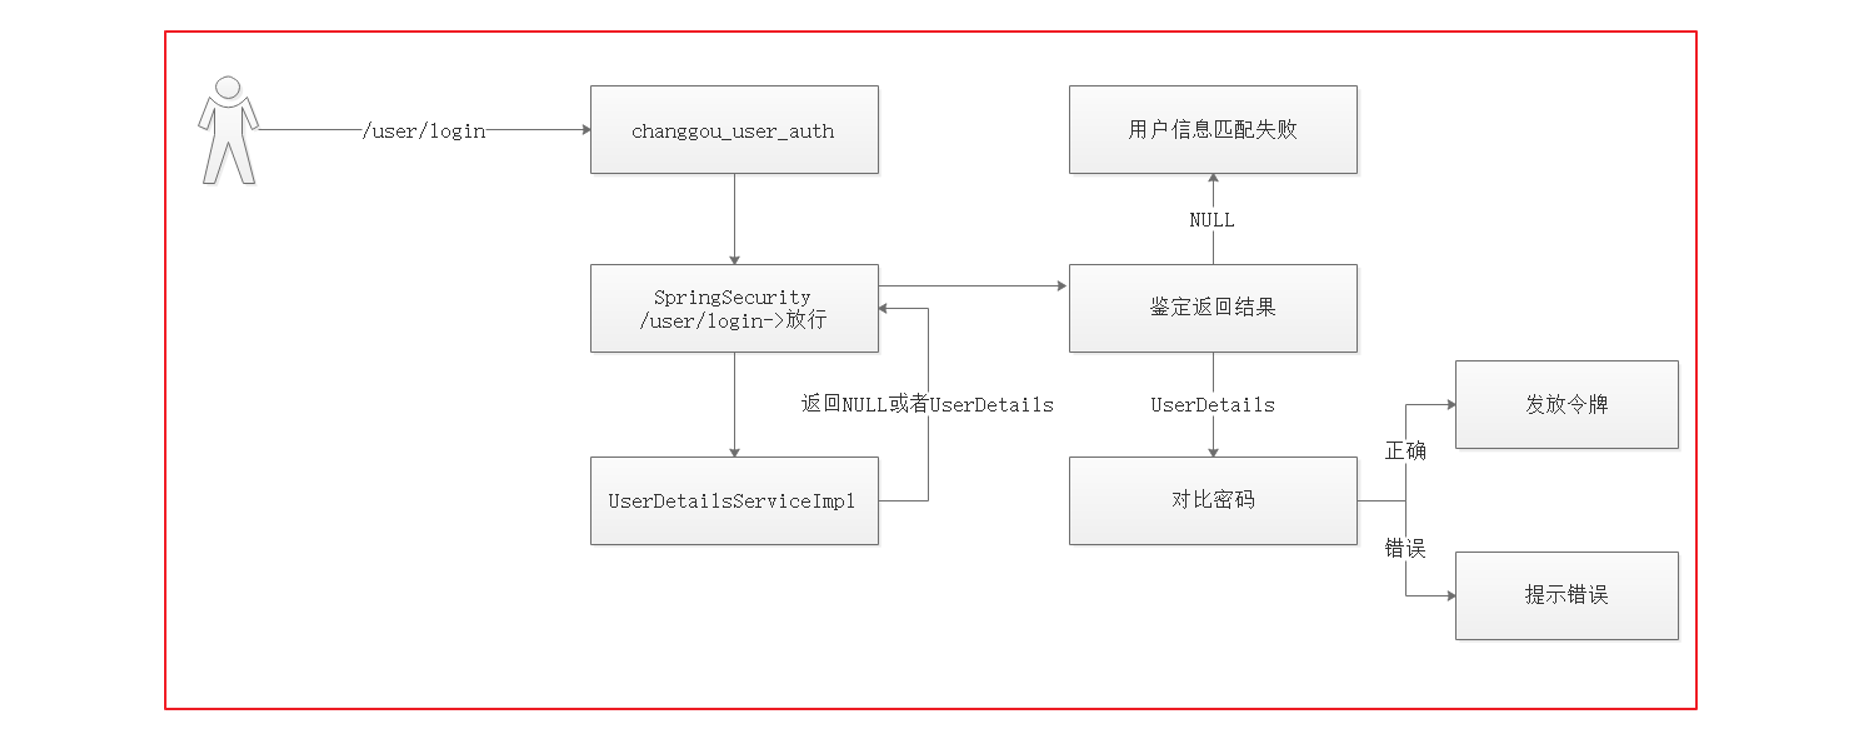 /user/login
changgou_user_auth
用户信息匹配失败
NULL
SpringSecurity
/user/login->放行
鉴定返回结果
返回NULL或者UserDetails
UserDetails
发放令牌
正确
UserDetailsServiceImpl
对比密码
错误
提示错误